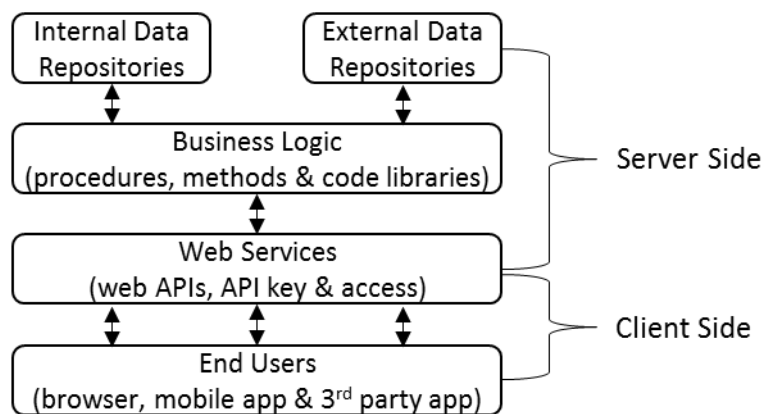 Internal Data
Repositories
External Data
Repositories
Business Logic
(procedures, methods & code libraries)
Server Side
Web Services
(web APIs, API key & access)
Client Side
End Users
(browser, mobile app & 3rd party app)